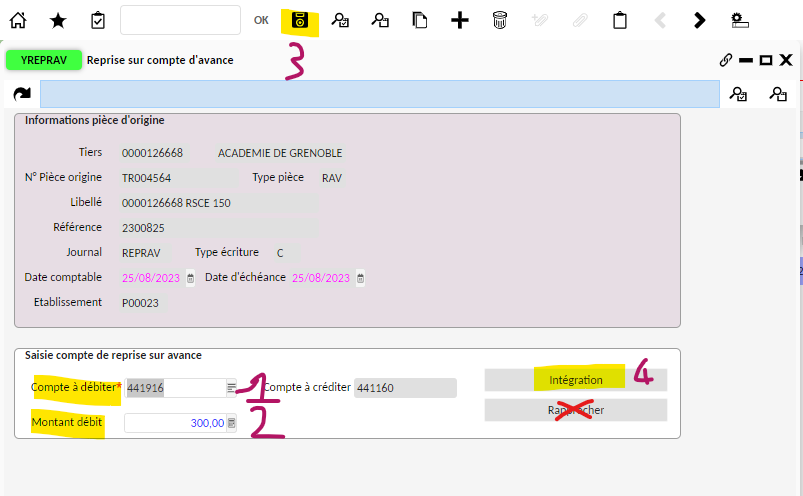 OK
3
YREPRAV Reprise sur compte d'avance
Informations pièce d'origine
Tiers 0000126668 ACADEMIE DE GRENOBLE
N° Pièce origine TR004564 Type pièce RAV
Libellé 0000126668 RSCE 150
Référence 2300825
Journal REPRAV Type écriture C
Date comptable 25/08/2023 Date d'échéance 25/08/2023
Etablissement P00023
Saisie compte de reprise sur avance
Compte à débiter* 441916 1 Compte à créditer 441160 Intégration 4
Montant débit 300,00 2 Rapprocher